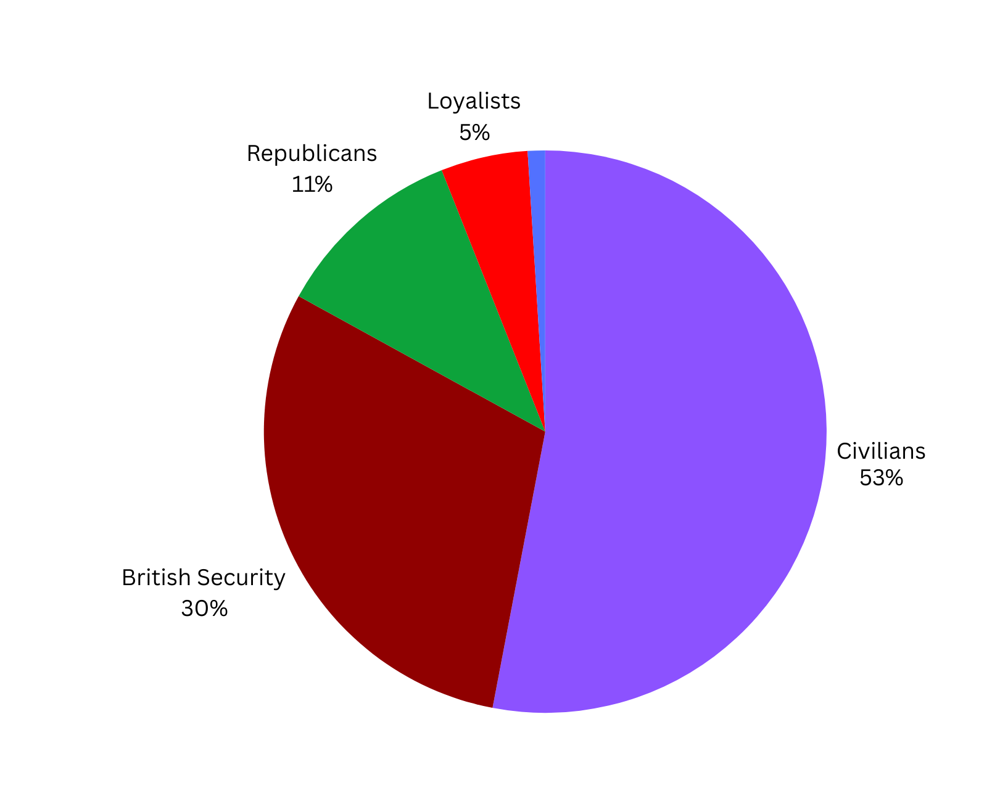 Loyalists
5%
Republicans
11%
Civilians
53%
British Security
30%